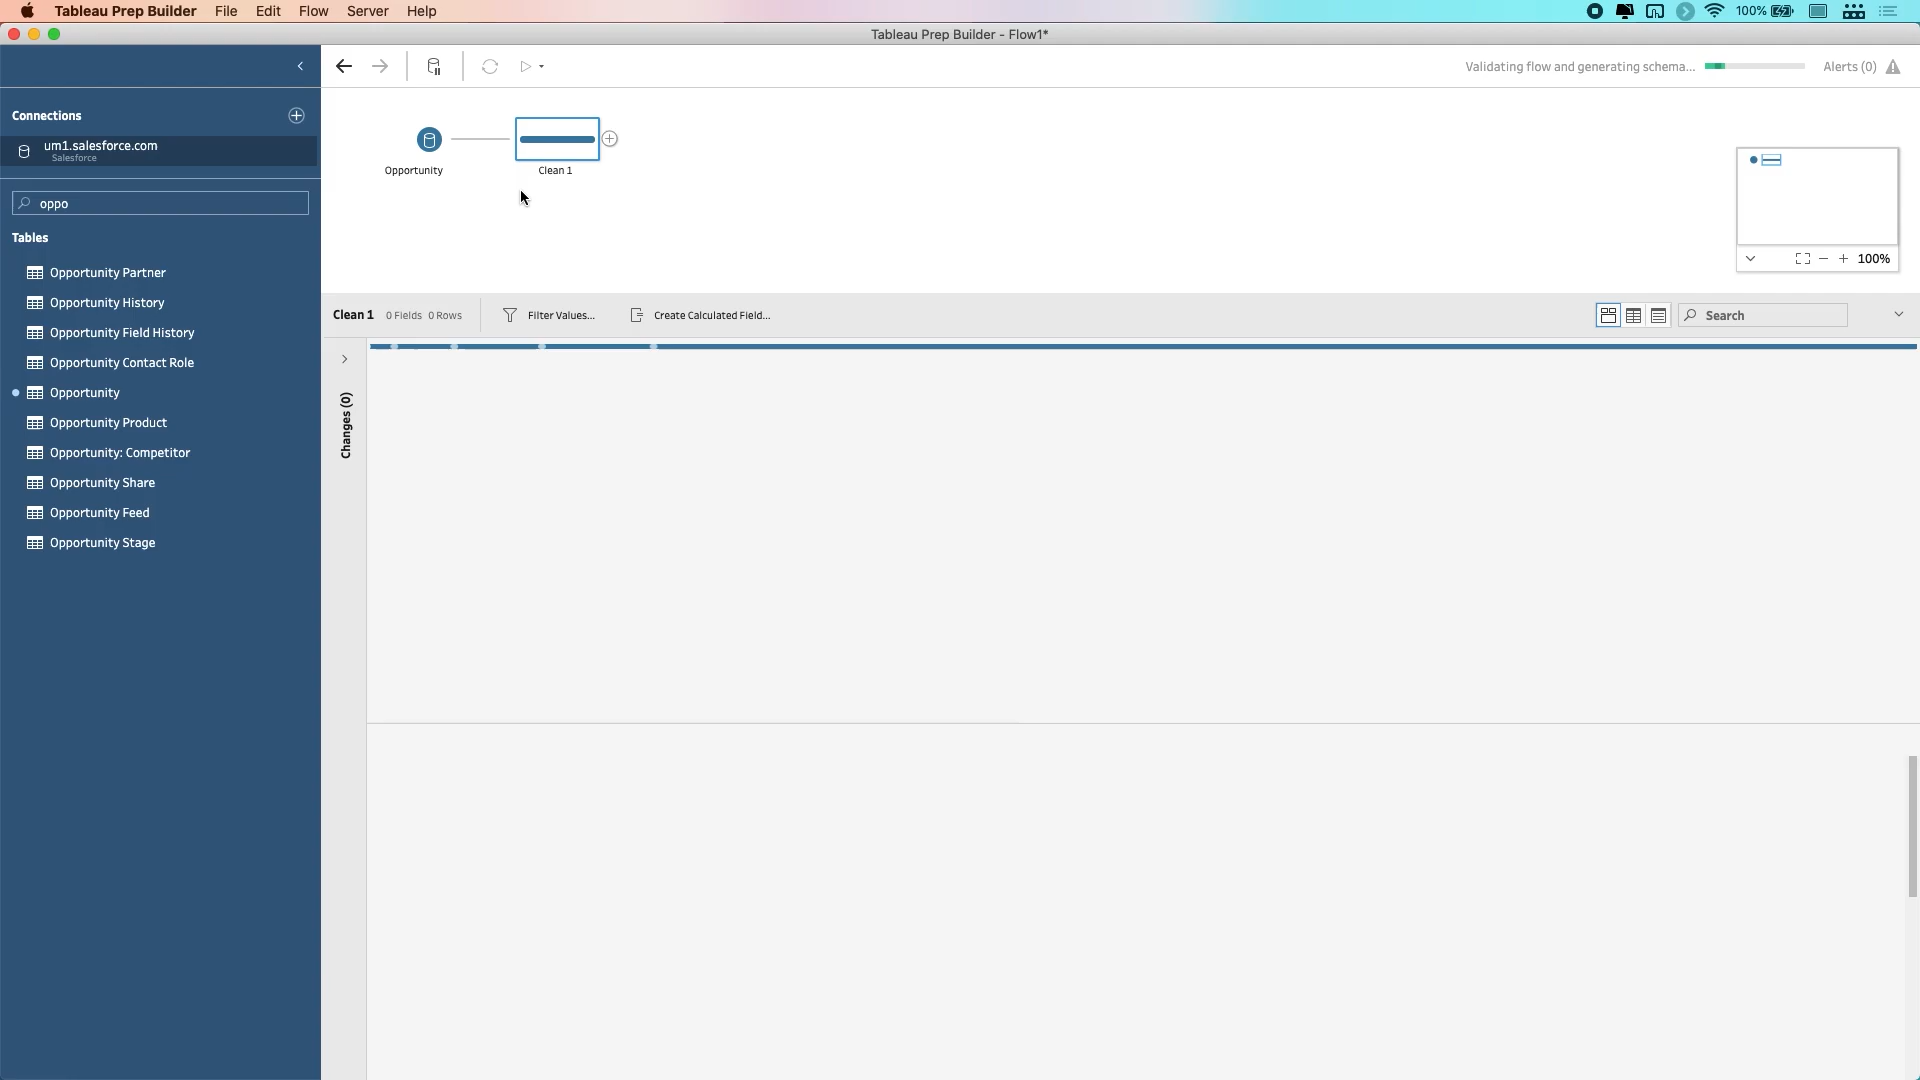 Tableau Prep Builder File Edit Flow Server Help 100%
Tableau Prep Builder - Flow1*
Validating flow and generating schema... Alerts (0)
Connections
um1.salesforce.com
Salesforce
oppo
Tables
Opportunity Partner
Opportunity History
Opportunity Field History
Opportunity Contact Role
Opportunity
Opportunity Product
Opportunity: Competitor
Opportunity Share
Opportunity Feed
Opportunity Stage
Opportunity Clean 1
100%
Clean 1 0 Fields 0 Rows Filter Values... Create Calculated Field... Search
Changes (0)